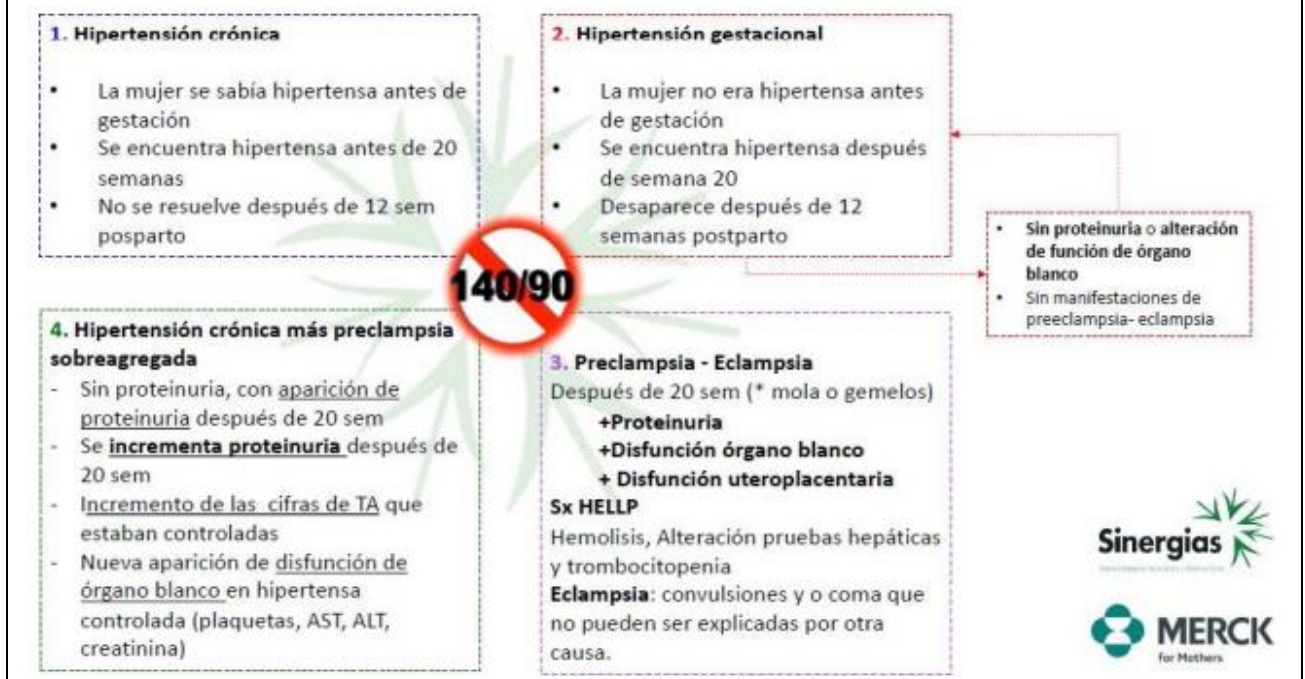 1. Hipertensión crónica
• La mujer se sabía hipertensa antes de
gestación
• Se encuentra hipertensa antes de 20
semanas
• No se resuelve después de 12 sem
posparto
2. Hipertensión gestacional
• La mujer no era hipertensa antes
de gestación
• Se encuentra hipertensa después
de semana 20
• Desaparece después de 12
semanas postparto
• Sin proteinuria o alteración
de función de órgano
blanco
• Sin manifestaciones de
preeclampsia- eclampsia
140/90
4. Hipertensión crónica más preclampsia
sobreagregada
- Sin proteinuria, con aparición de
proteinuria después de 20 sem
- Se incrementa proteinuria después de
20 sem
- Incremento de las cifras de TA que
estaban controladas
- Nueva aparición de disfunción de
órgano blanco en hipertensa
controlada (plaquetas, AST, ALT,
creatinina)
3. Preclampsia - Eclampsia
Después de 20 sem (* mola o gemelos)
+Proteinuria
+Disfunción órgano blanco
+ Disfunción uteroplacentaria
Sx HELLP
Hemolisis, Alteración pruebas hepáticas
y trombocitopenia
Eclampsia: convulsiones y o coma que
no pueden ser explicadas por otra
causa.
Sinergias
MERCK
for Mothers